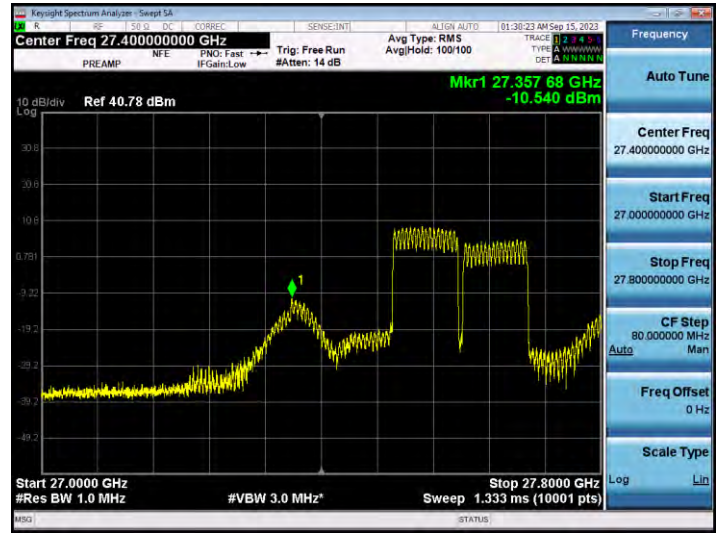 Keysight Spectrum Analyzer - Swept SA
R RF 50 Ω DC CORREC SENSE:INT ALIGN AUTO 01:30:23 AM Sep 15, 2023
Center Freq 27.400000000 GHz
NFE
PREAMP
PNO: Fast
IFGain:Low
Trig: Free Run
#Atten: 14 dB
Avg Type: RMS
Avg|Hold: 100/100
TRACE 1 2 3 4 5 6
TYPE A WWWWW
DET A N N N N N
Mkr1 27.357 68 GHz
-10.540 dBm
10 dB/div Ref 40.78 dBm
Log
30.8
20.8
10.8
0.781
-9.22
-19.2
-29.2
-39.2
-49.2
1
Start 27.0000 GHz
Stop 27.8000 GHz
#Res BW 1.0 MHz
#VBW 3.0 MHz*
Sweep 1.333 ms (10001 pts)
MSG
STATUS
Frequency
Auto Tune
Center Freq
27.400000000 GHz
Start Freq
27.000000000 GHz
Stop Freq
27.800000000 GHz
CF Step
80.000000 MHz
Auto Man
Freq Offset
0 Hz
Scale Type
Log Lin